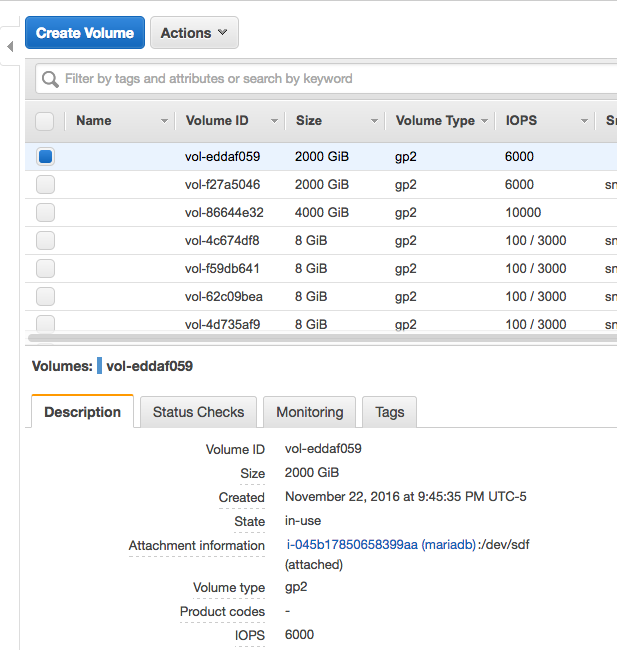 Create Volume Actions
Filter by tags and attributes or search by keyword
Name Volume ID Size Volume Type IOPS
vol-eddaf059 2000 GiB gp2 6000
vol-f27a5046 2000 GiB gp2 6000 sn
vol-86644e32 4000 GiB gp2 10000
vol-4c674df8 8 GiB gp2 100 / 3000 sn
vol-f59db641 8 GiB gp2 100 / 3000 sn
vol-62c09bea 8 GiB gp2 100 / 3000 sn
vol-4d735af9 8 GiB gp2 100 / 3000 sn
Volumes: vol-eddaf059
Description Status Checks Monitoring Tags
Volume ID vol-eddaf059
Size 2000 GiB
Created November 22, 2016 at 9:45:35 PM UTC-5
State in-use
Attachment information i-045b17850658399aa (mariadb):/dev/sdf
(attached)
Volume type gp2
Product codes -
IOPS 6000